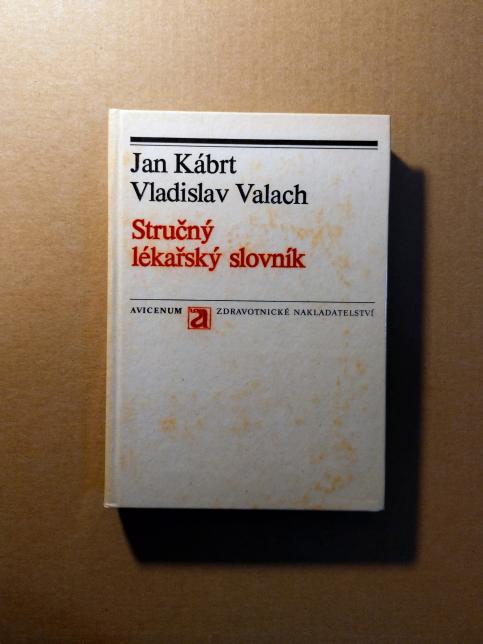 Jan Kábrt
Vladislav Valach
Stručný
lékařský slovník
AVICENUM a ZDRAVOTNICKÉ NAKLADATELSTVÍ